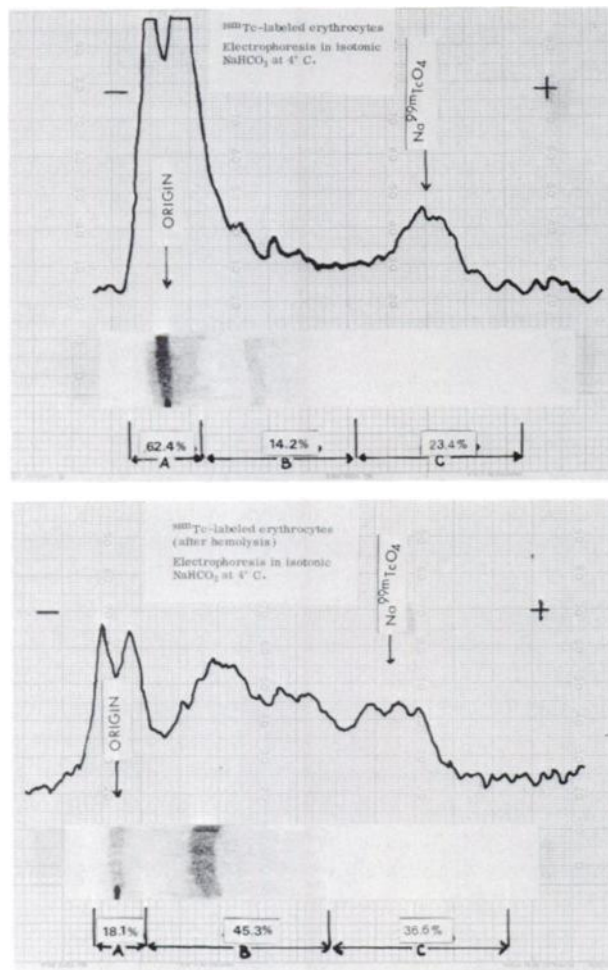 99mTc-labeled erythrocytes
Electrophoresis in isotonic
NaHCO3 at 4° C.
−
+
ORIGIN
Na99mTcO4
62.4%
14.2%
23.4%
A
B
C
99mTc-labeled erythrocytes
(after hemolysis)
Electrophoresis in isotonic
NaHCO3 at 4° C.
−
+
ORIGIN
Na99mTcO4
18.1%
45.3%
36.6%
A
B
C